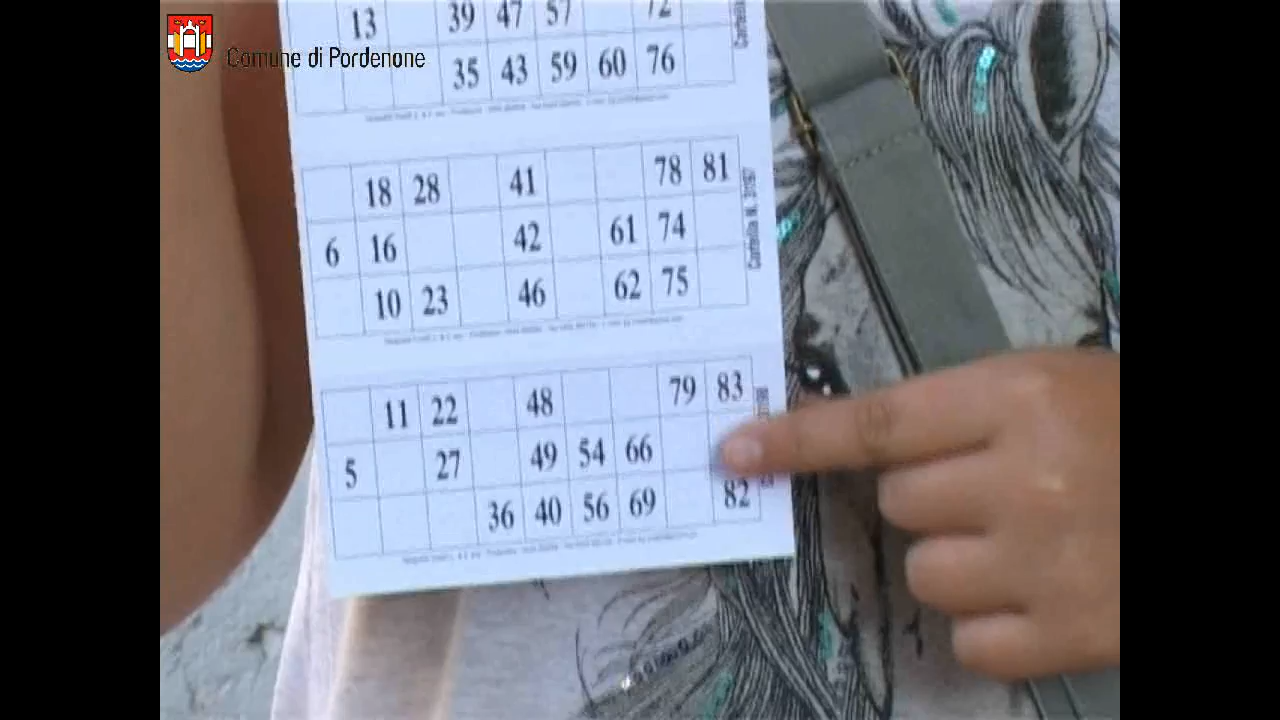 Comune di Pordenone
13 39 47 57 72
35 43 59 60 76
18 28 41 78 81
6 16 42 61 74
10 23 46 62 75
Cartella N. 31197
11 22 48 79 83
5 27 49 54 66
36 40 56 69 82